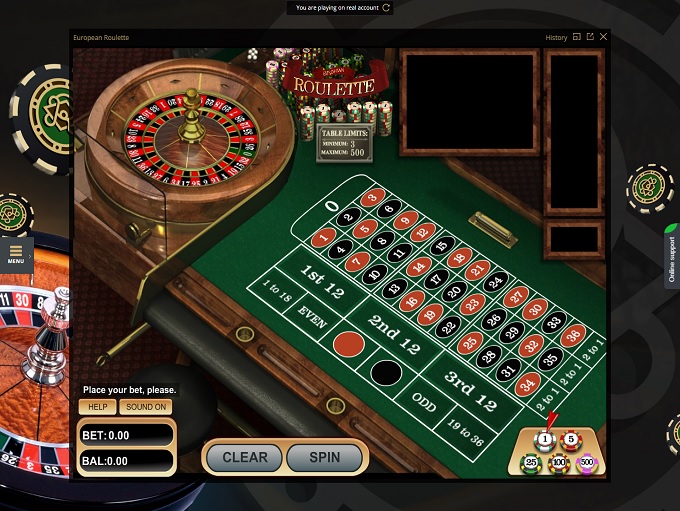 You are playing on real account
European Roulette
History
ROULETTE
TABLE LIMITS:
MINIMUM: 3
MAXIMUM: 500
MENU
Online support
0
3 6 9 12 15 18 21 24 27 30 33 36
2 5 8 11 14 17 20 23 26 29 32 35
1 4 7 10 13 16 19 22 25 28 31 34
2 to 1
2 to 1
2 to 1
1st 12
2nd 12
3rd 12
1 to 18
EVEN
ODD
19 to 36
11 30 8
Place your bet, please.
HELP
SOUND ON
BET: 0.00
BAL:0.00
CLEAR
SPIN
1 5
25 100 500